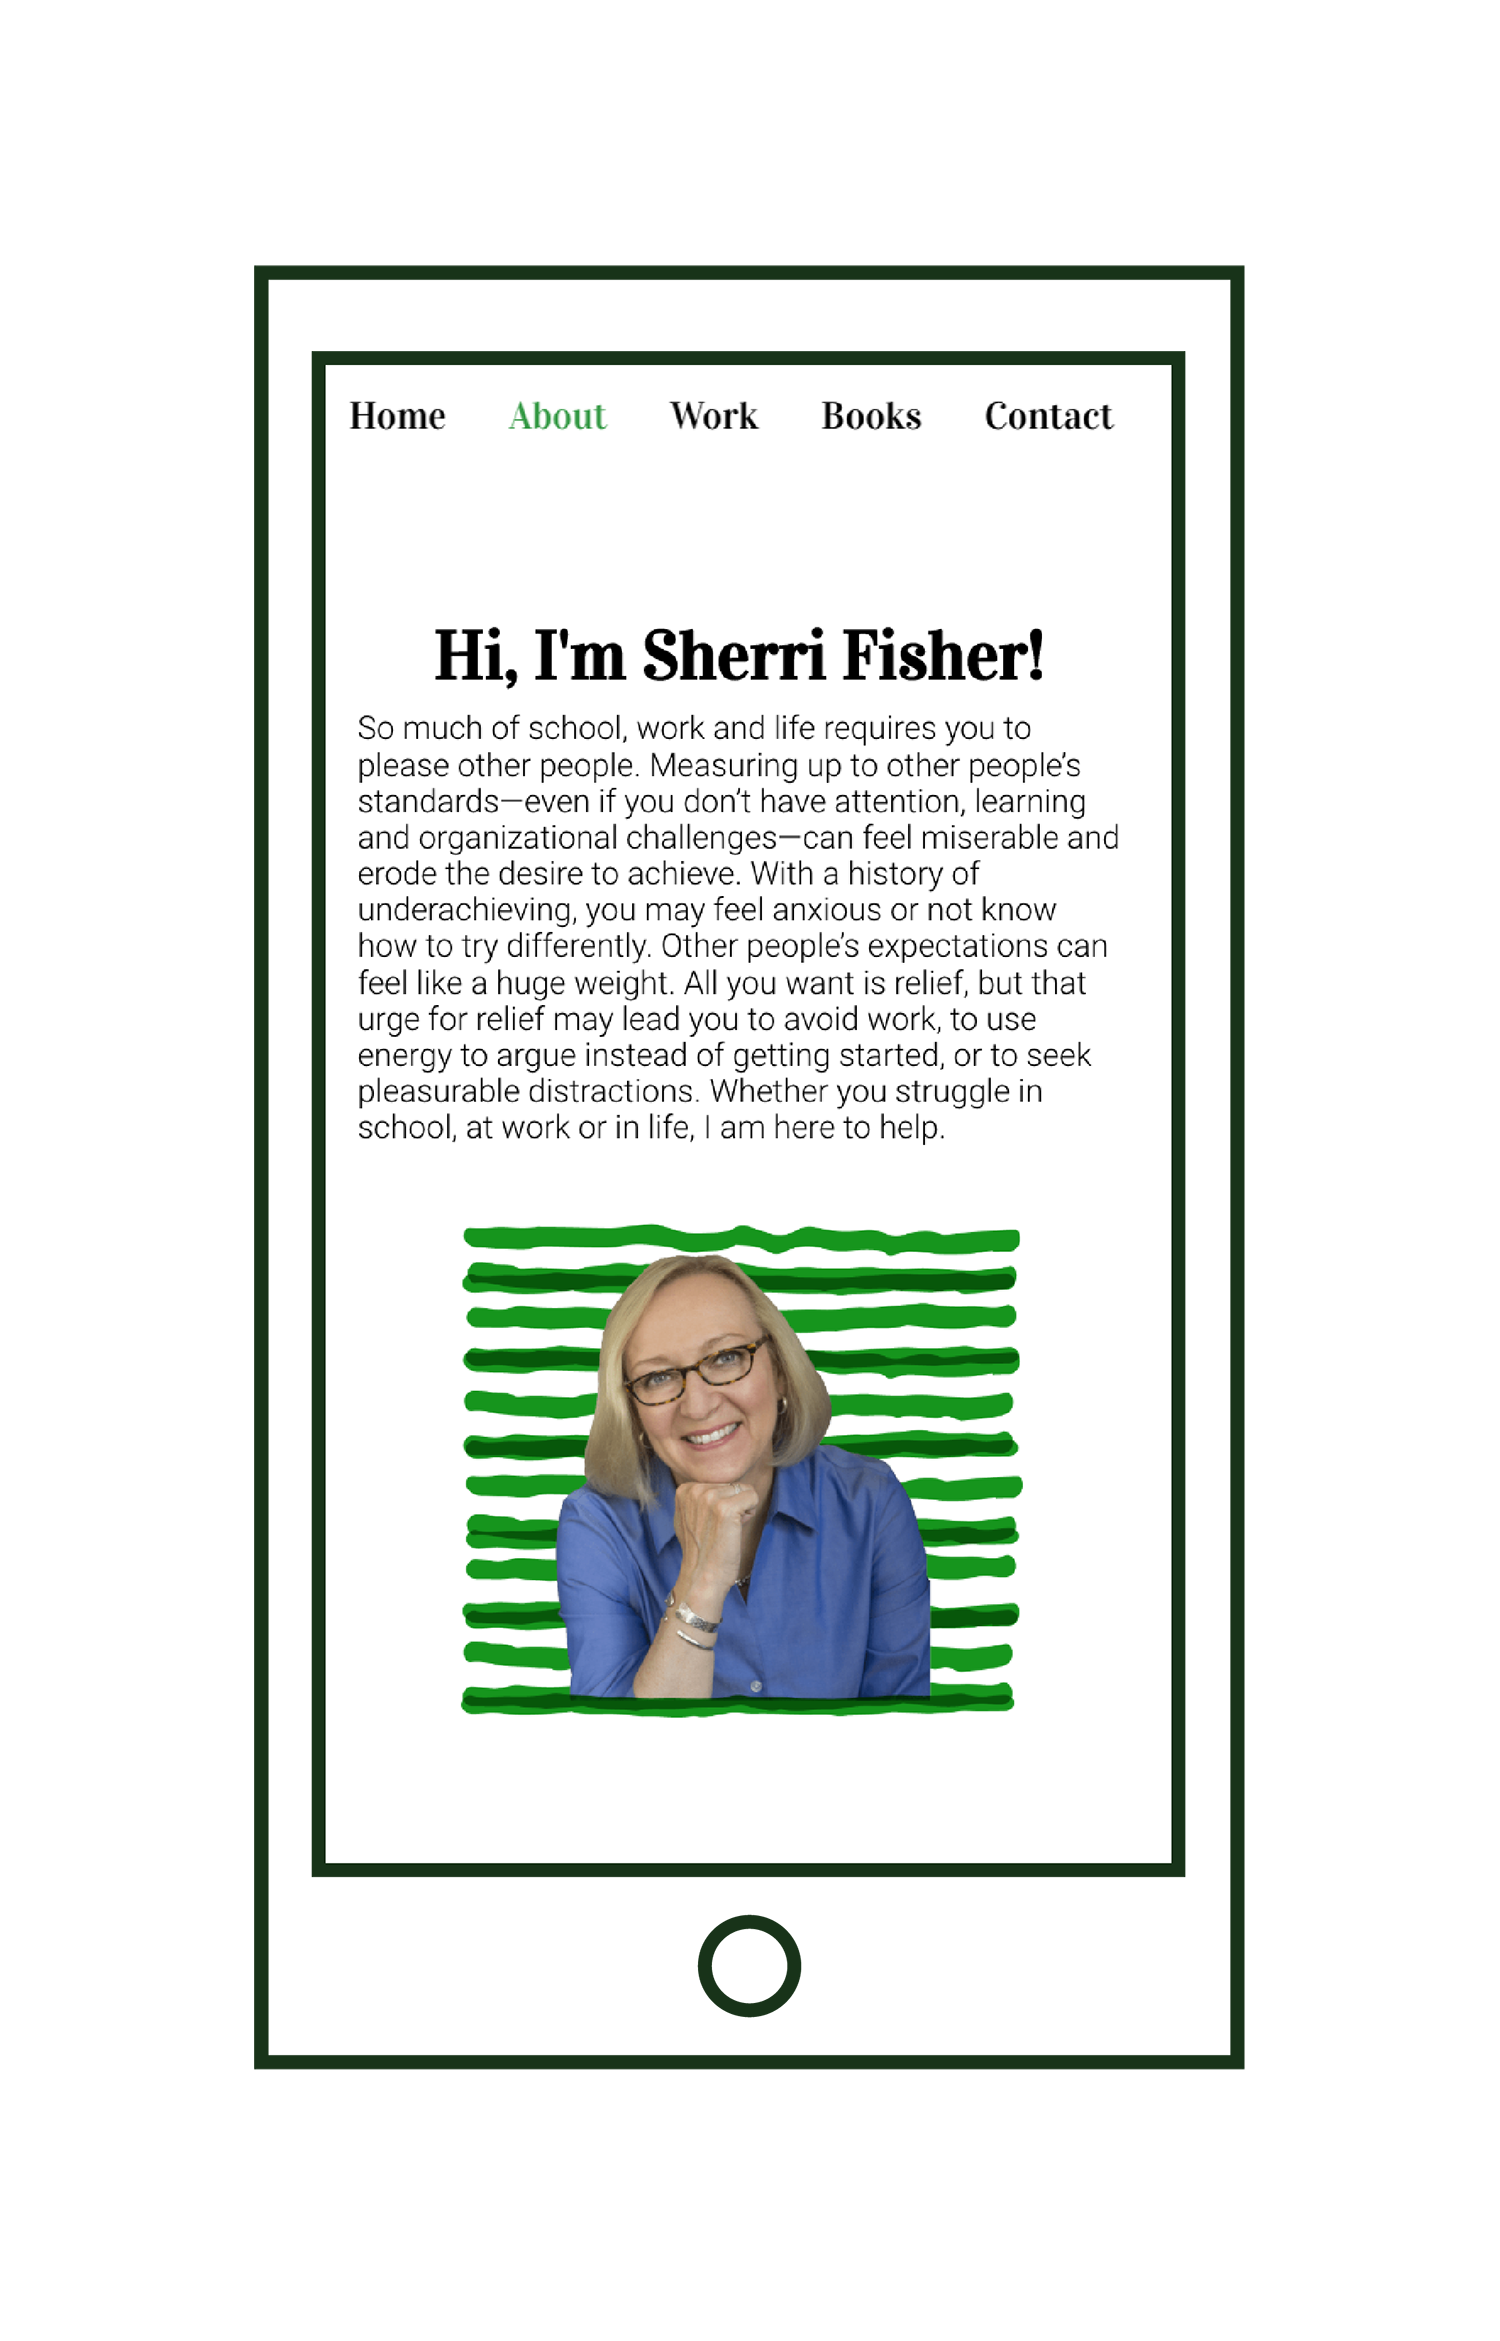 Home About Work Books Contact
Hi, I'm Sherri Fisher!
So much of school, work and life requires you to
please other people. Measuring up to other people’s
standards—even if you don’t have attention, learning
and organizational challenges—can feel miserable and
erode the desire to achieve. With a history of
underachieving, you may feel anxious or not know
how to try differently. Other people’s expectations can
feel like a huge weight. All you want is relief, but that
urge for relief may lead you to avoid work, to use
energy to argue instead of getting started, or to seek
pleasurable distractions. Whether you struggle in
school, at work or in life, I am here to help.